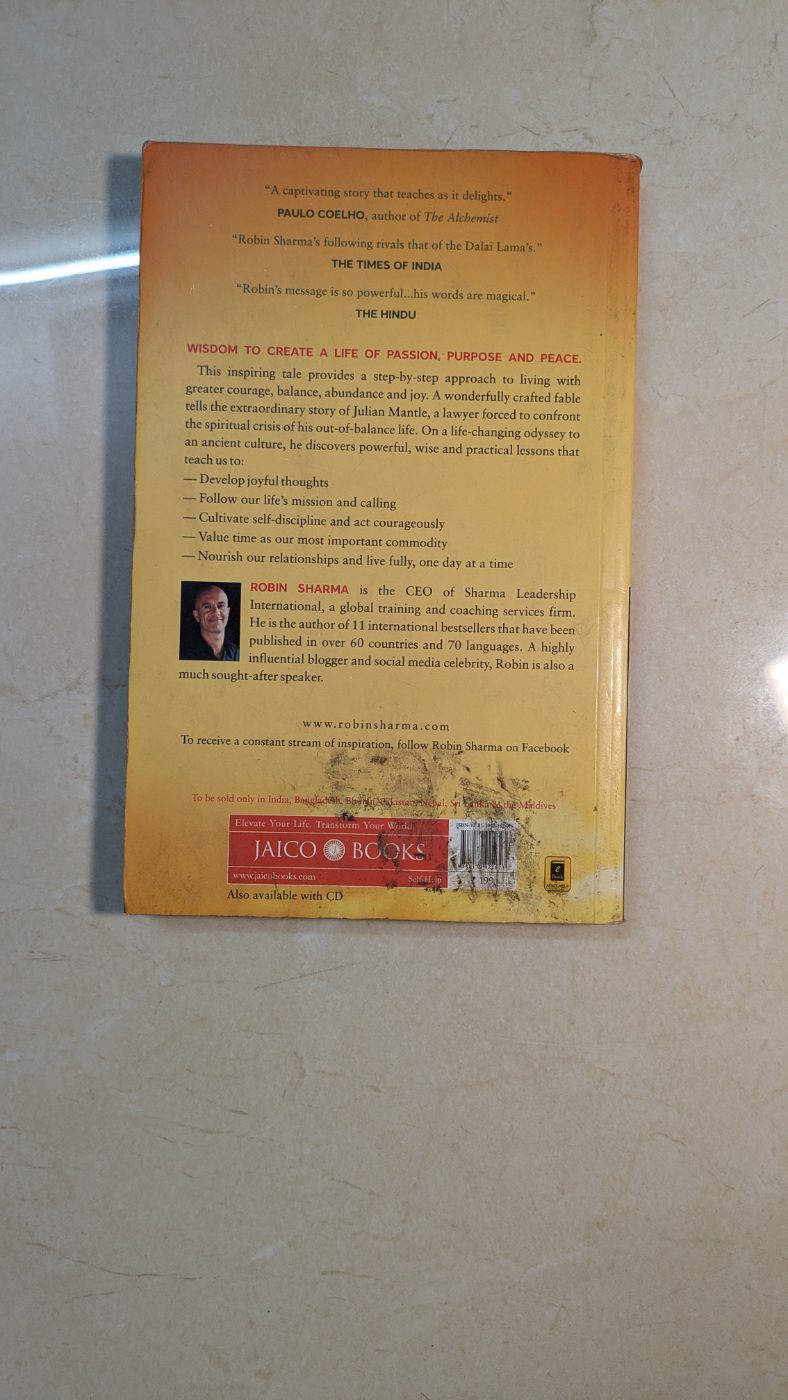 “A captivating story that teaches as it delights.”
PAULO COELHO, author of The Alchemist
“Robin Sharma’s following rivals that of the Dalai Lama’s.”
THE TIMES OF INDIA
“Robin’s message is so powerful...his words are magical.”
THE HINDU
WISDOM TO CREATE A LIFE OF PASSION, PURPOSE AND PEACE.
This inspiring tale provides a step-by-step approach to living with
greater courage, balance, abundance and joy. A wonderfully crafted fable
tells the extraordinary story of Julian Mantle, a lawyer forced to confront
the spiritual crisis of his out-of-balance life. On a life-changing odyssey to
an ancient culture, he discovers powerful, wise and practical lessons that
teach us to:
— Develop joyful thoughts
— Follow our life’s mission and calling
— Cultivate self-discipline and act courageously
— Value time as our most important commodity
— Nourish our relationships and live fully, one day at a time
ROBIN SHARMA is the CEO of Sharma Leadership
International, a global training and coaching services firm.
He is the author of 11 international bestsellers that have been
published in over 60 countries and 70 languages. A highly
influential blogger and social media celebrity, Robin is also a
much sought-after speaker.
www.robinsharma.com
To receive a constant stream of inspiration, follow Robin Sharma on Facebook
To be sold only in India, Bangladesh, Bhutan, Pakistan, Nepal, Sri Lanka & the Maldives
Elevate Your Life. Transform Your World.
JAICO BOOKS
www.jaicobooks.com Self-Help
₹ 199
e
Book
AVAILABLE
Also available with CD